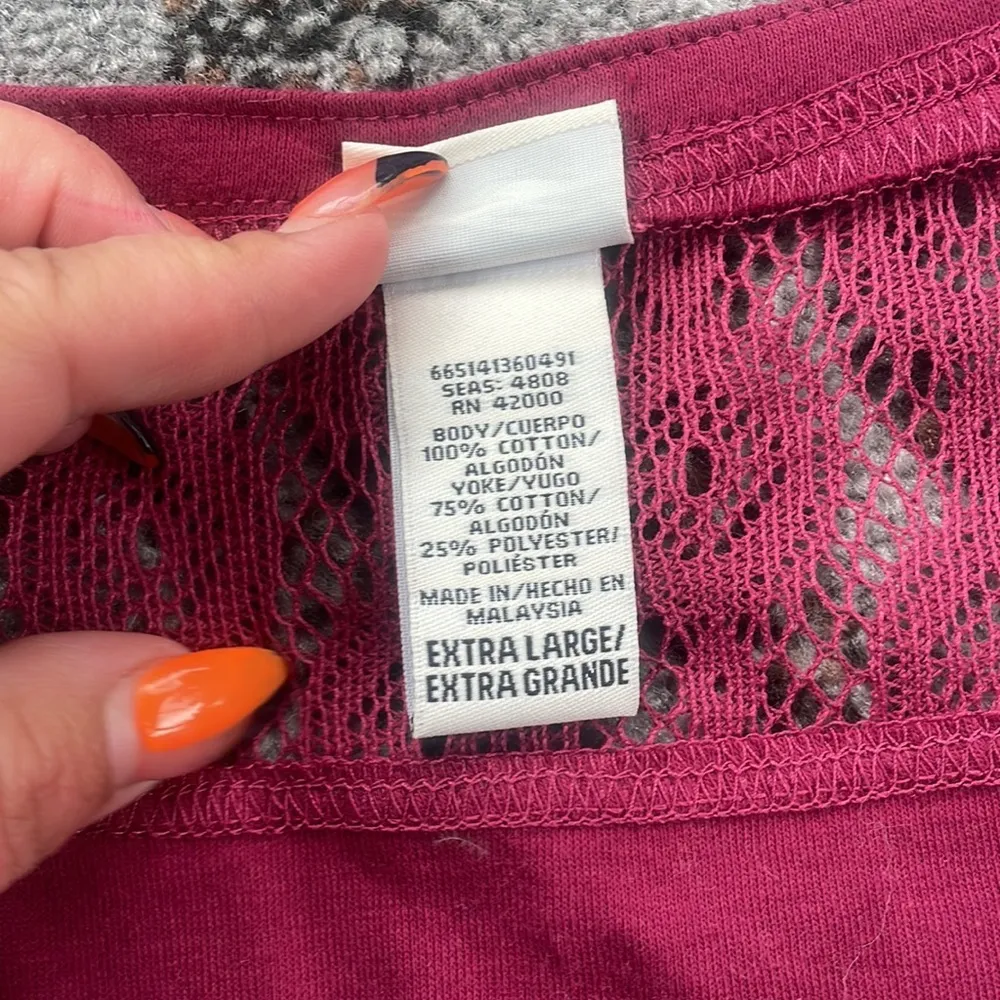 665141360491
SEAS: 4808
RN 42000
BODY/CUERPO
100% COTTON/
ALGODÓN
YOKE/YUGO
75% COTTON/
ALGODÓN
25% POLYESTER/
POLIÉSTER
MADE IN/HECHO EN
MALAYSIA
EXTRA LARGE/
EXTRA GRANDE